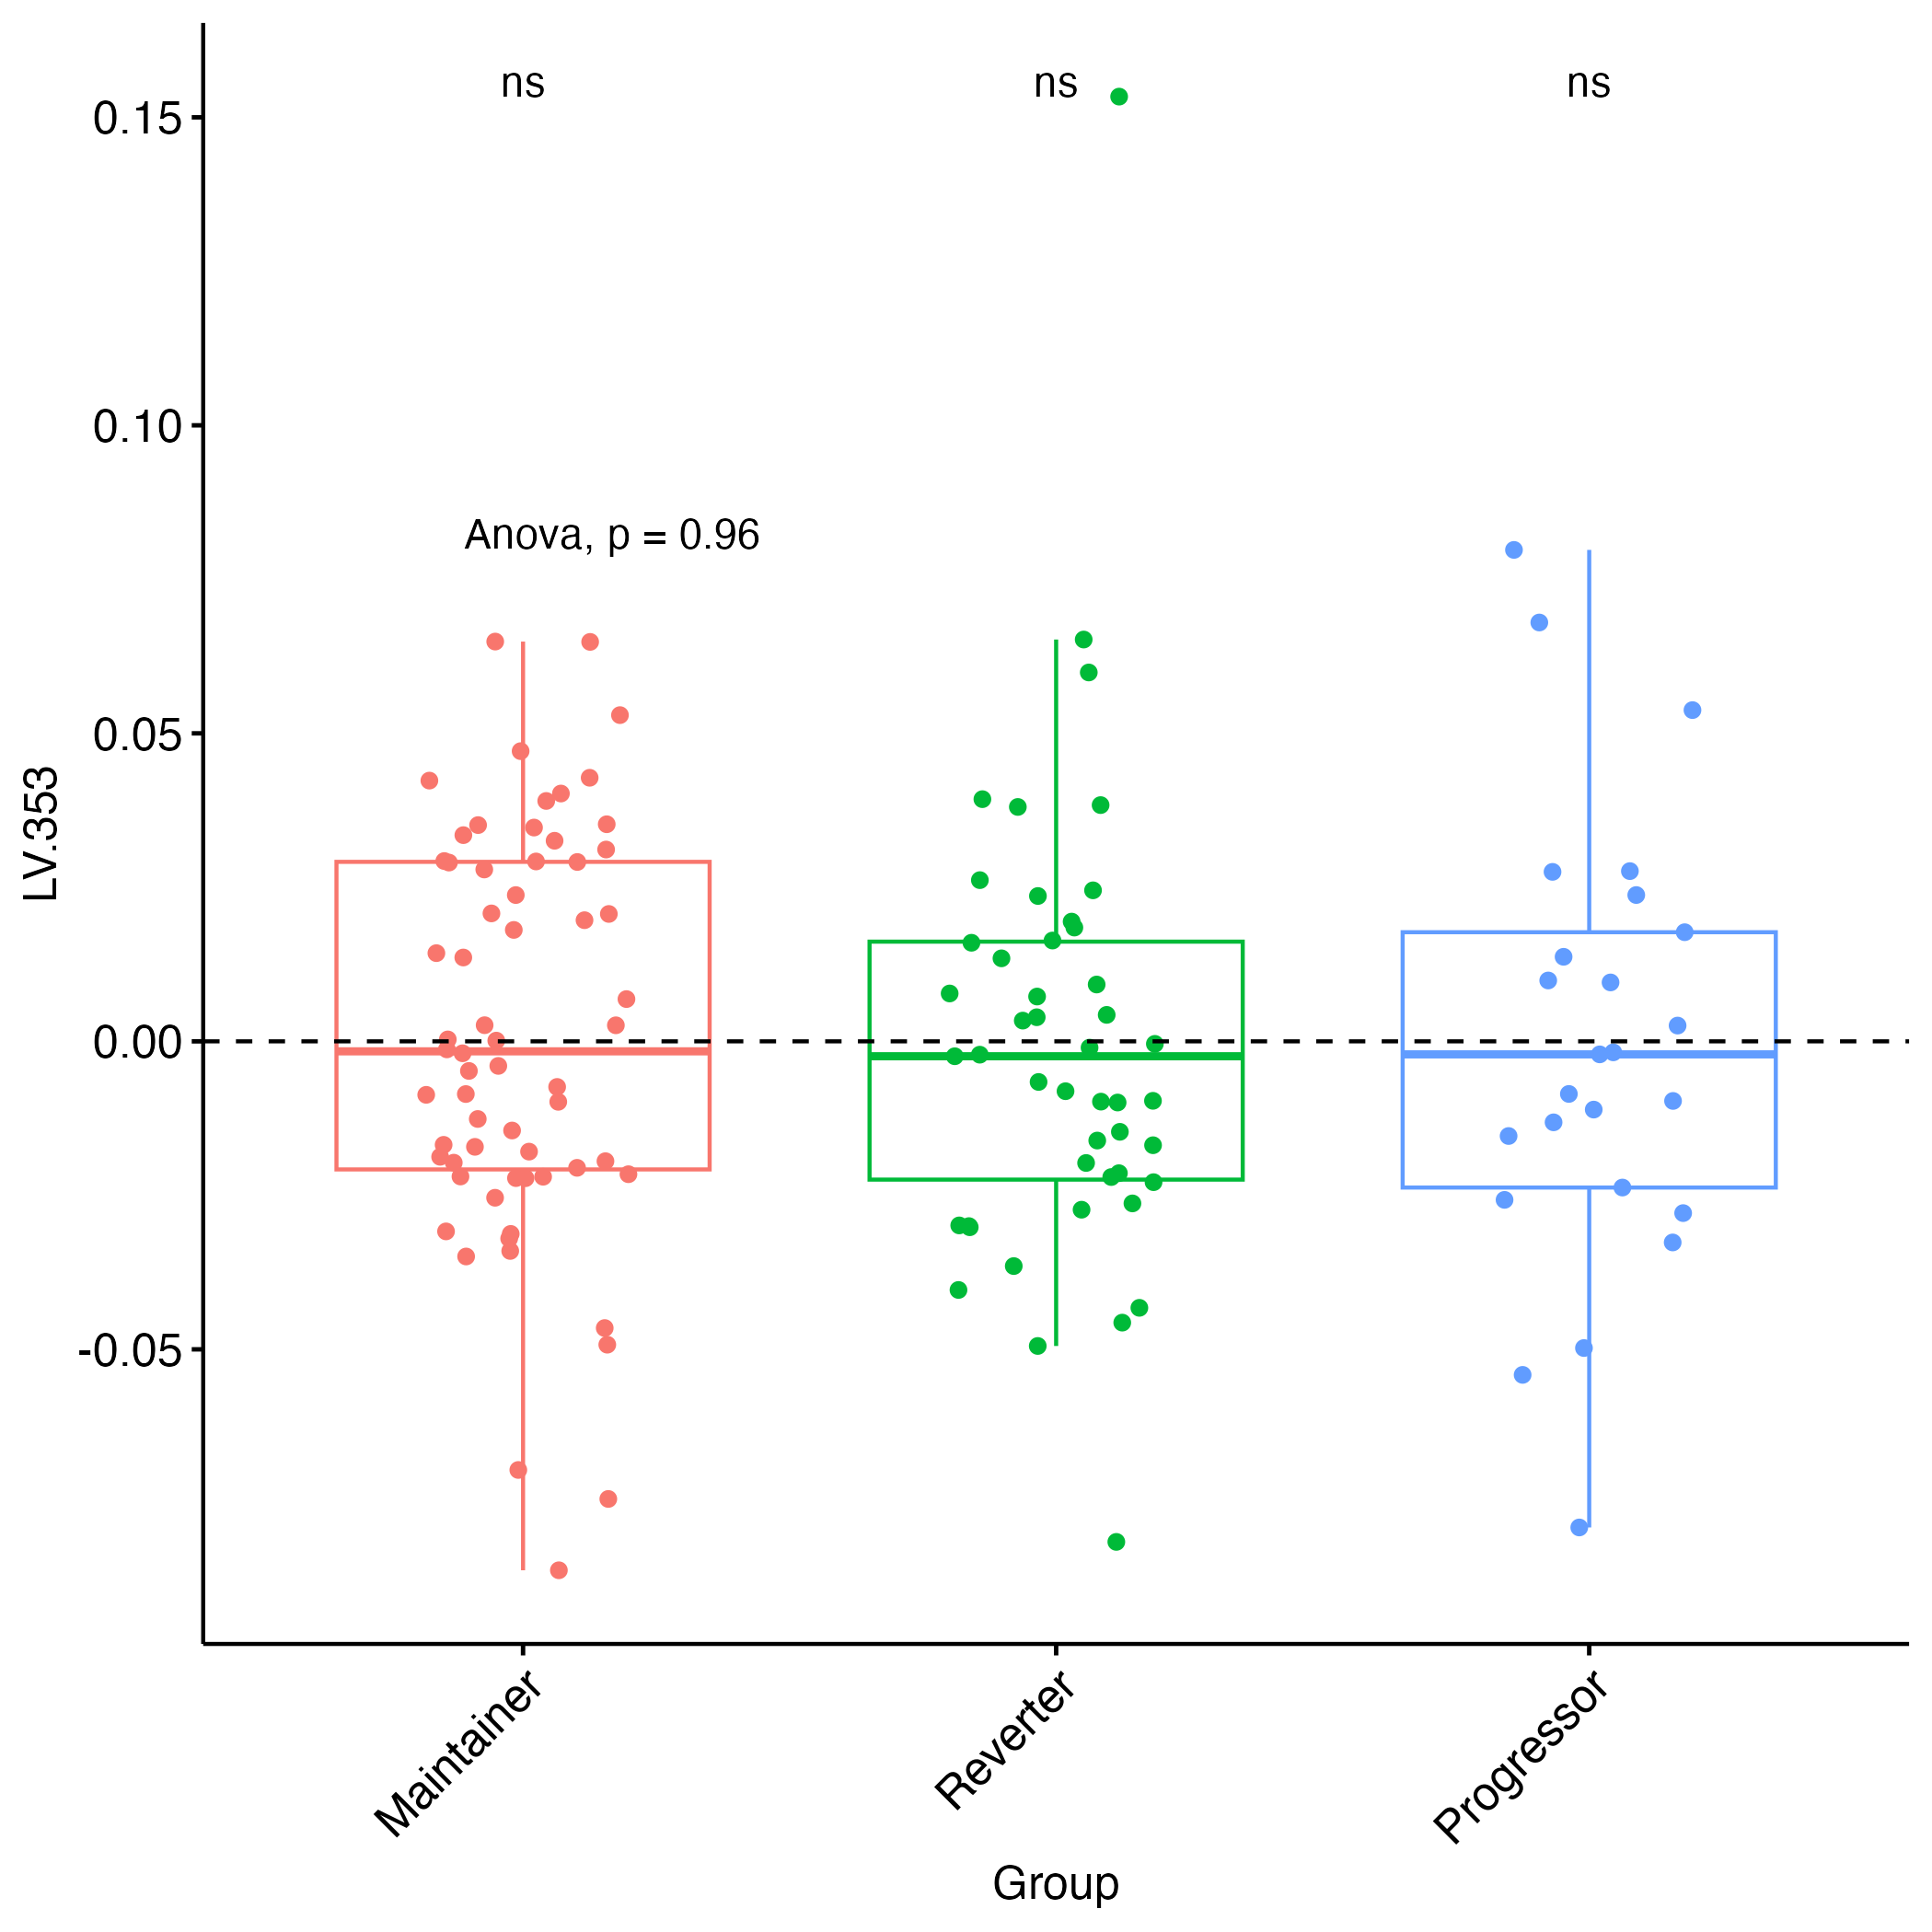 ns ns ns
0.15
0.10
Anova, p = 0.96
0.05
LV.353
0.00
-0.05
Maintainer Reverter Progressor
Group